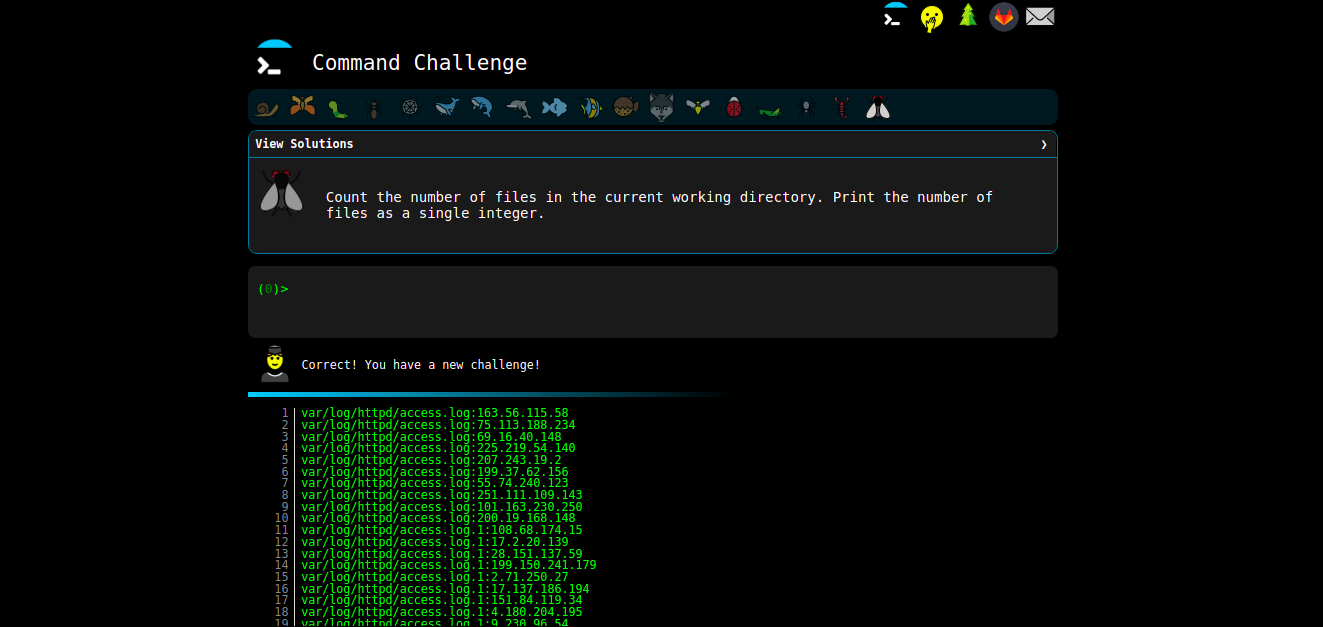 Command Challenge
View Solutions ❯
Count the number of files in the current working directory. Print the number of
files as a single integer.
(0)>
Correct! You have a new challenge!
1 var/log/httpd/access.log:163.56.115.58
2 var/log/httpd/access.log:75.113.188.234
3 var/log/httpd/access.log:69.16.40.148
4 var/log/httpd/access.log:225.219.54.140
5 var/log/httpd/access.log:207.243.19.2
6 var/log/httpd/access.log:199.37.62.156
7 var/log/httpd/access.log:55.74.240.123
8 var/log/httpd/access.log:251.111.109.143
9 var/log/httpd/access.log:101.163.230.250
10 var/log/httpd/access.log:200.19.168.148
11 var/log/httpd/access.log.1:108.68.174.15
12 var/log/httpd/access.log.1:17.2.20.139
13 var/log/httpd/access.log.1:28.151.137.59
14 var/log/httpd/access.log.1:199.150.241.179
15 var/log/httpd/access.log.1:2.71.250.27
16 var/log/httpd/access.log.1:17.137.186.194
17 var/log/httpd/access.log.1:151.84.119.34
18 var/log/httpd/access.log.1:4.180.204.195
19 var/log/httpd/access.log.1:9.230.96.54